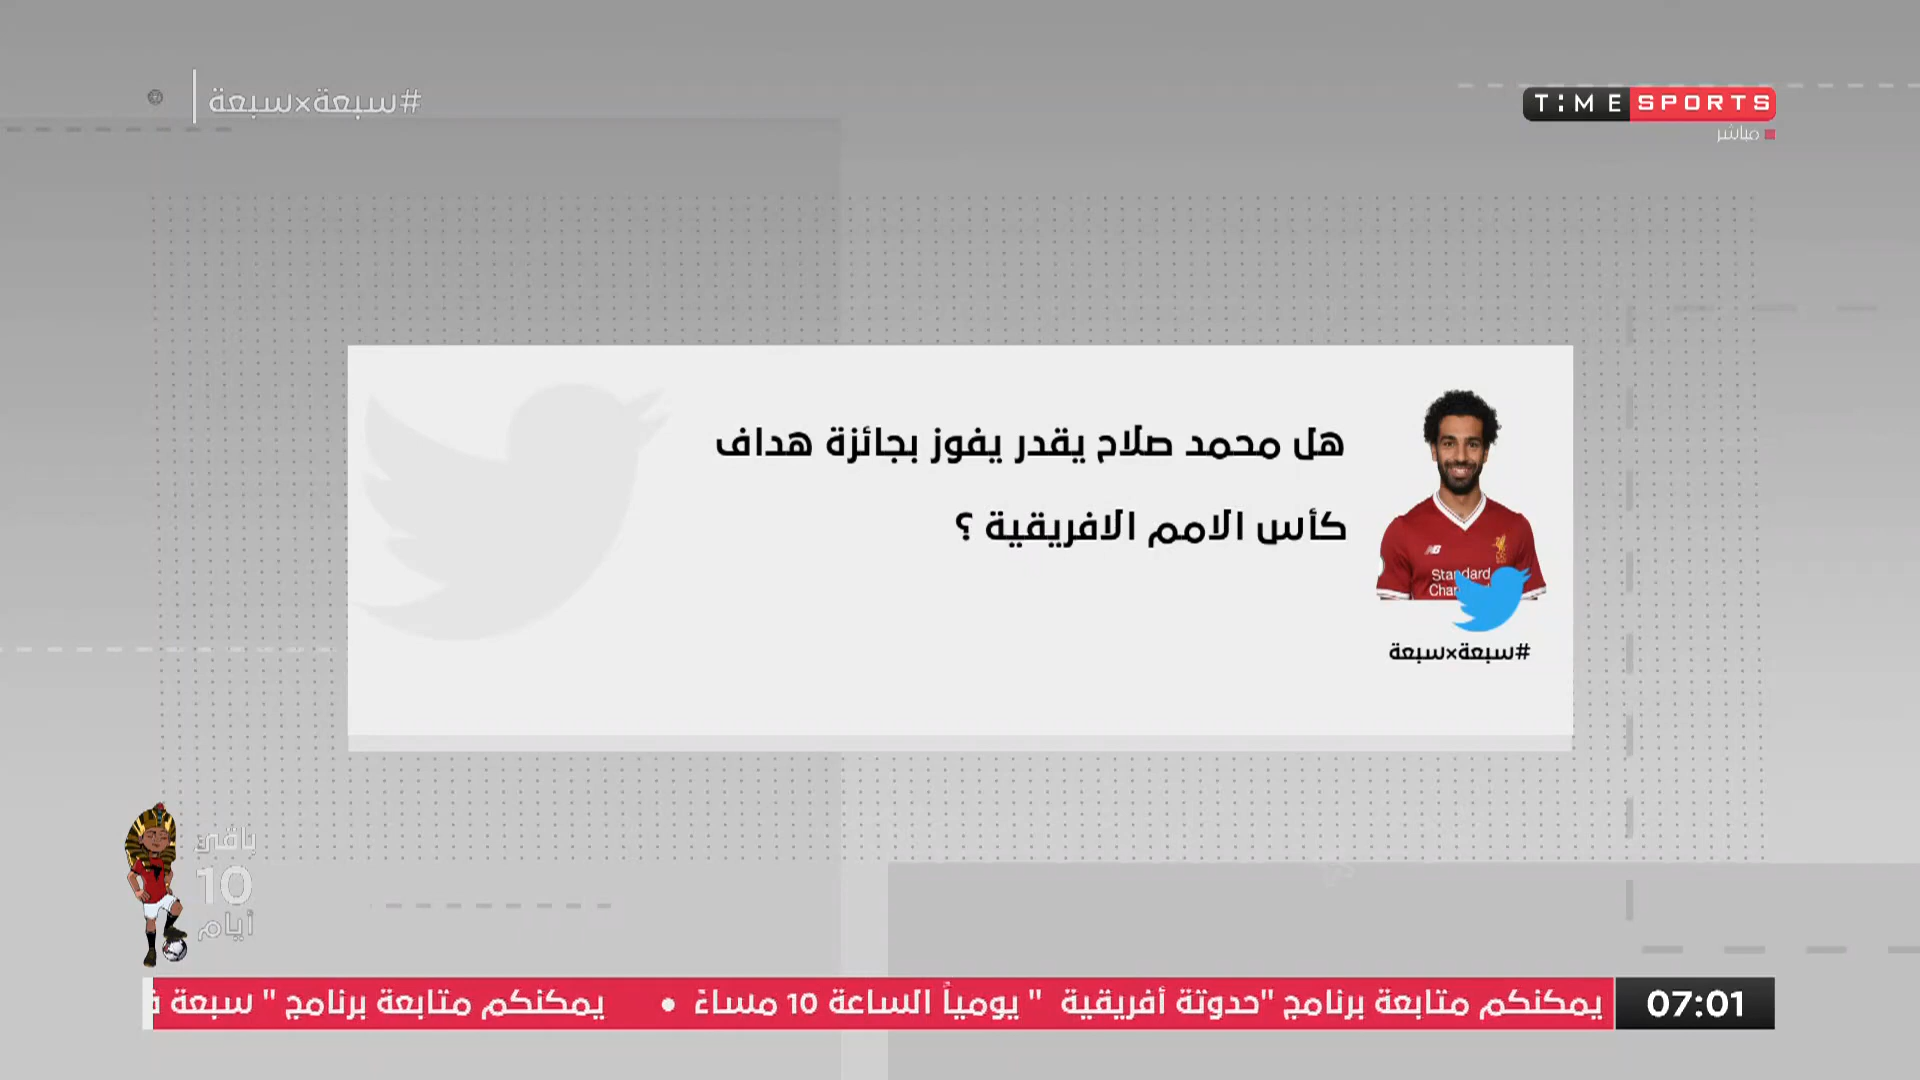 #سبعة×سبعة
TIME SPORTS
مباشر
هل محمد صلاح يقدر يفوز بجائزة هداف
كأس الامم الافريقية ؟
#سبعة×سبعة
باقي
10
أيام
07:01
يمكنكم متابعة برنامج "حدوتة أفريقية " يومياً الساعة 10 مساءً • يمكنكم متابعة برنامج " سبعة